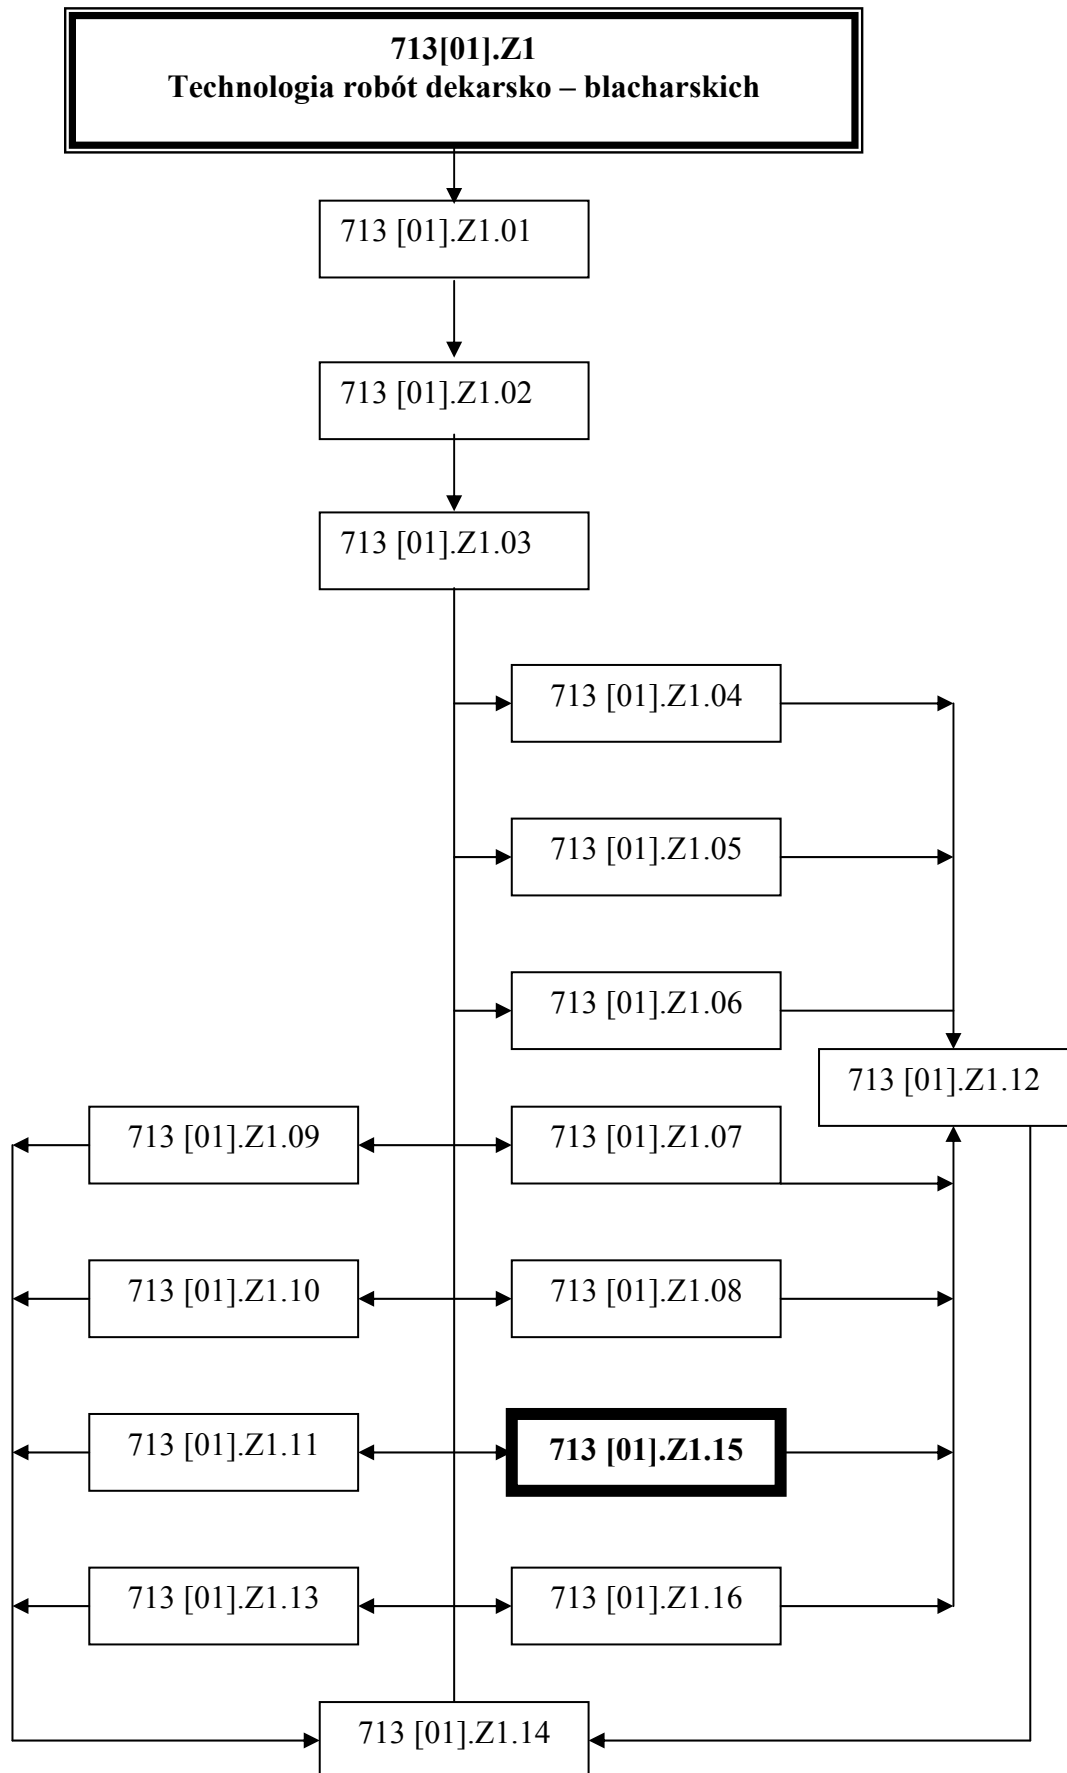 713[01].Z1
Technologia robót dekarsko – blacharskich
713 [01].Z1.01
713 [01].Z1.02
713 [01].Z1.03
713 [01].Z1.04
713 [01].Z1.05
713 [01].Z1.06
713 [01].Z1.12
713 [01].Z1.09
713 [01].Z1.07
713 [01].Z1.10
713 [01].Z1.08
713 [01].Z1.11
713 [01].Z1.15
713 [01].Z1.13
713 [01].Z1.16
713 [01].Z1.14